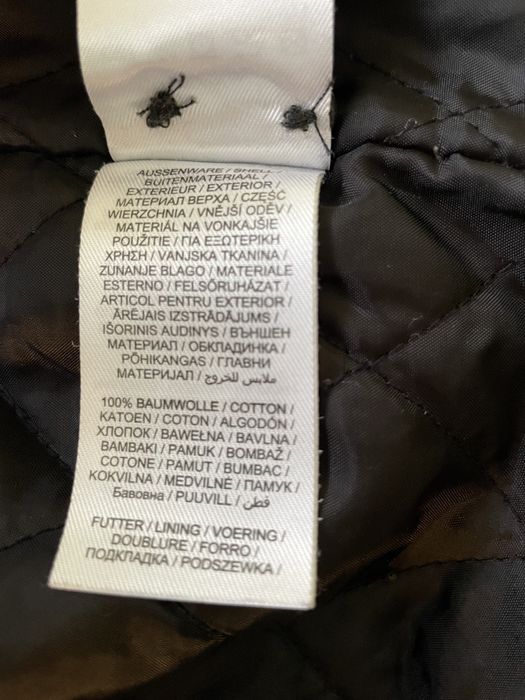 AUSSENWARE / SHELL
BUITENMATERIAAL /
EXTERIEUR / EXTERIOR /
МАТЕРИАЛ ВЕРХА / CZĘŚĆ
WIERZCHNIA / VNĚJŠÍ ODĚV /
MATERIÁL NA VONKAJŠIE
POUŽITIE / ΓΙΑ ΕΞΩΤΕΡΙΚΗ
ΧΡΗΣΗ / VANJSKA TKANINA /
ZUNANJE BLAGO / MATERIALE
ESTERNO / FELSŐRUHÁZAT /
ARTICOL PENTRU EXTERIOR /
ĀRĒJAIS IZSTRĀDĀJUMS /
IŠORINIS AUDINYS / ВЪНШЕН
МАТЕРИАЛ / ОБКЛАДИНКА /
PÕHIKANGAS / ГЛАВНИ
МАТЕРИЈАЛ / ملابس للخروج
100% BAUMWOLLE / COTTON /
KATOEN / COTON / ALGODÓN /
ХЛОПОК / BAWEŁNA / BAVLNA /
BAMBAKI / PAMUK / BOMBAŽ /
COTONE / PAMUT / BUMBAC /
KOKVILNA / MEDVILNĖ / ПАМУК /
Бавовна / PUUVILL / قطن
FUTTER / LINING / VOERING /
DOUBLURE / FORRO /
ПОДКЛАДКА / PODSZEWKA /